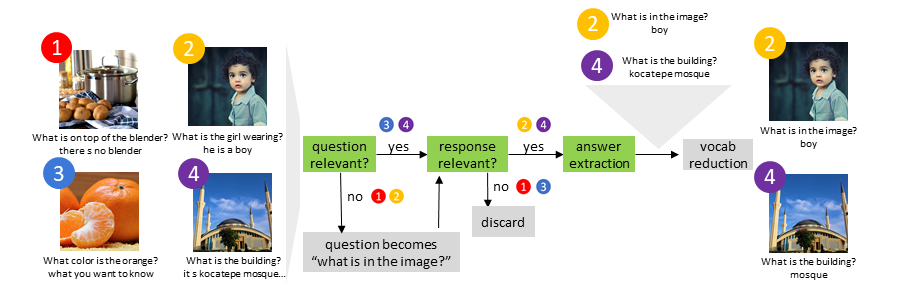 1
What is on top of the blender?
there s no blender
2
What is the girl wearing?
he is a boy
3
What color is the orange?
what you want to know
4
What is the building?
it s kocatepe mosque...
question
relevant?
3 4
yes
no 1 2
question becomes
“what is in the image?”
response
relevant?
2 4
yes
no 1 3
discard
answer
extraction
2
What is in the image?
boy
4
What is the building?
kocatepe mosque
vocab
reduction
2
What is in the image?
boy
4
What is the building?
mosque